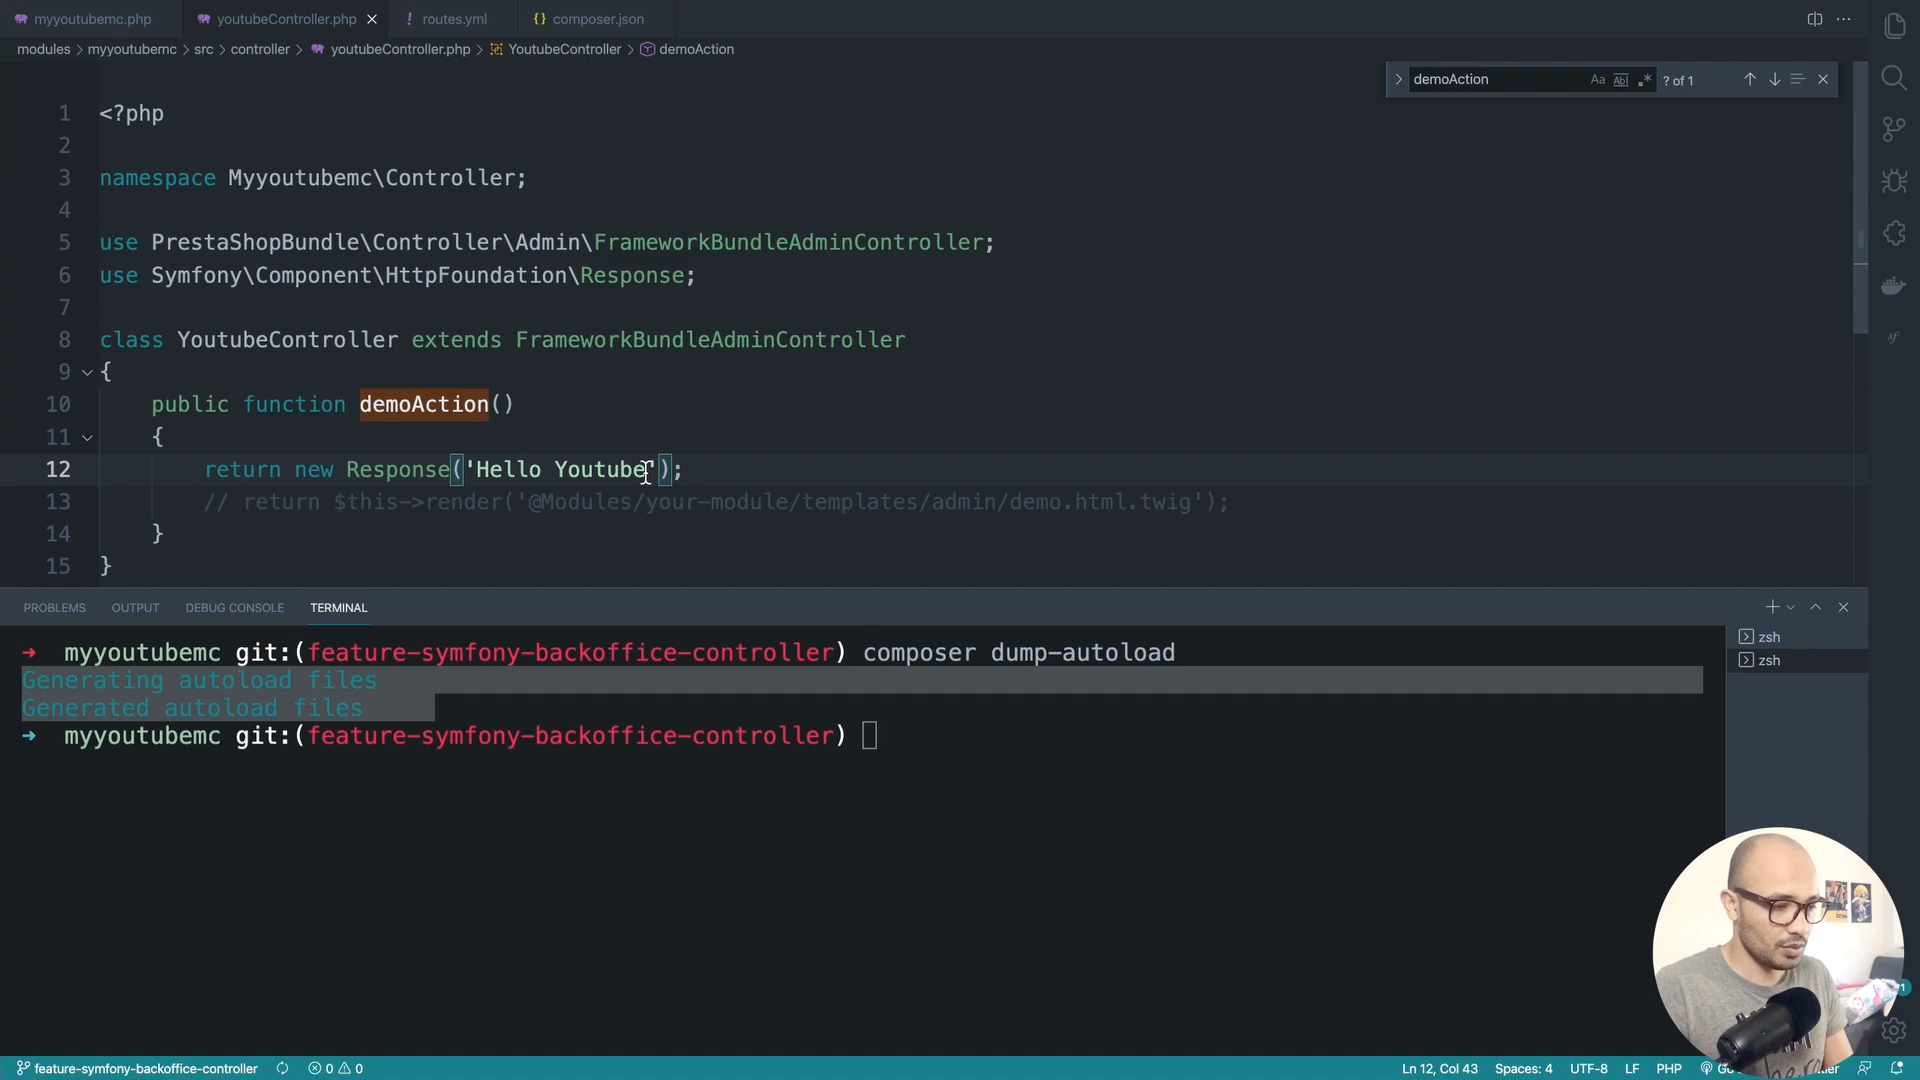 myyoutubemc.php youtubeController.php routes.yml {} composer.json
modules > myyoutubemc > src > controller > youtubeController.php > YoutubeController > demoAction
demoAction Aa Abl .* ? of 1
1 <?php
2
3 namespace Myyoutubemc\Controller;
4
5 use PrestaShopBundle\Controller\Admin\FrameworkBundleAdminController;
6 use Symfony\Component\HttpFoundation\Response;
7
8 class YoutubeController extends FrameworkBundleAdminController
9 {
10 public function demoAction()
11 {
12 return new Response('Hello Youtube');
13 // return $this->render('@Modules/your-module/templates/admin/demo.html.twig');
14 }
15 }
PROBLEMS OUTPUT DEBUG CONSOLE TERMINAL
→ myyoutubemc git:(feature-symfony-backoffice-controller) composer dump-autoload
Generating autoload files
Generated autoload files
→ myyoutubemc git:(feature-symfony-backoffice-controller)
zsh
zsh
feature-symfony-backoffice-controller 0 0 Ln 12, Col 43 Spaces: 4 UTF-8 LF PHP